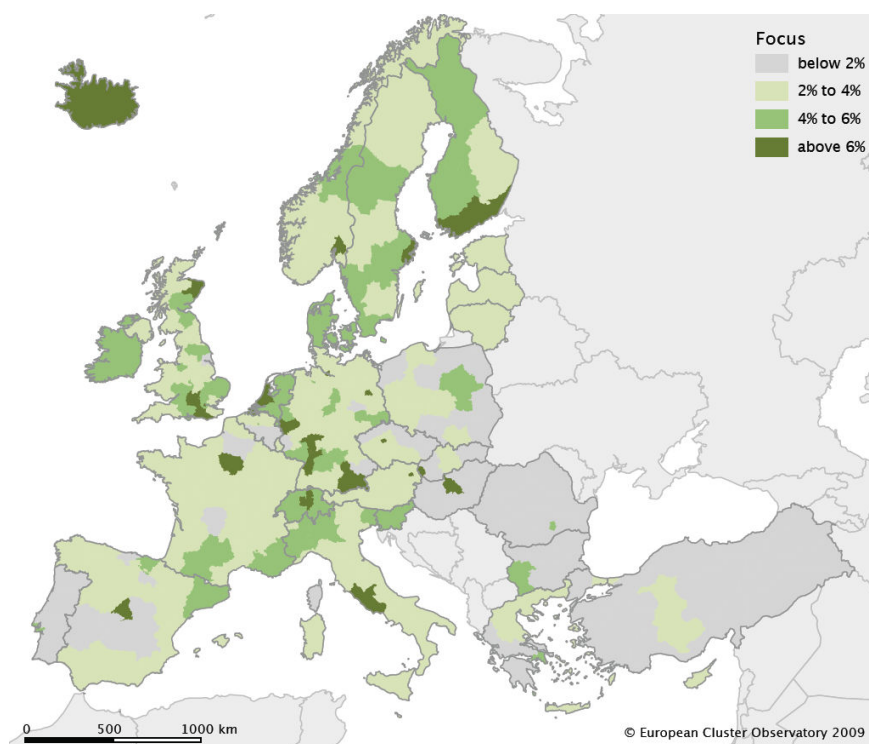 Focus
below 2%
2% to 4%
4% to 6%
above 6%
0 500 1000 km
© European Cluster Observatory 2009